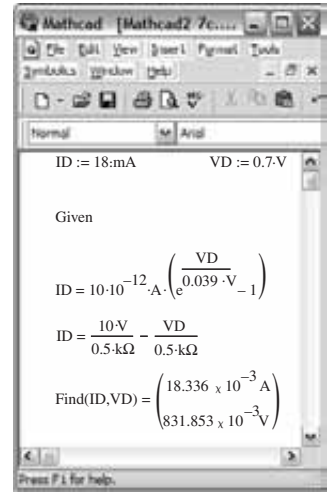 Mathcad [Mathcad2 7c....
File Edit View Insert Format Tools
Symbolics Window Help
Normal Arial
ID := 18:mA VD := 0.7·V
Given
ID = 10·10^−12·A·(e^(VD/(0.039·V)) − 1)
ID = 10·V/(0.5·kΩ) − VD/(0.5·kΩ)
Find(ID,VD) = (18.336 x 10^−3 A
831.853 x 10^−3V)
Press F1 for help.